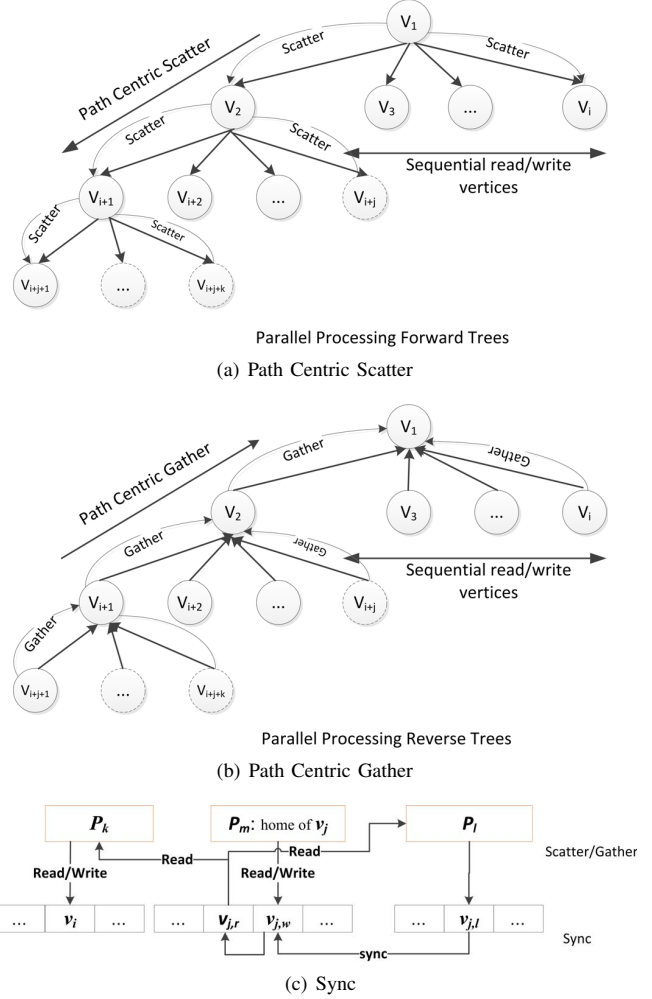 V1
Scatter
Scatter
Path Centric Scatter
V2
V3
...
Vi
Scatter
Scatter
Sequential read/write
vertices
Vi+1
Vi+2
...
Vi+j
Scatter
Scatter
Vi+j+1
...
Vi+j+k
Parallel Processing Forward Trees
(a) Path Centric Scatter
V1
Gather
Gather
Path Centric Gather
V2
V3
...
Vi
Gather
Gather
Sequential read/write
vertices
Vi+1
Vi+2
...
Vi+j
Gather
Vi+j+1
...
Vi+j+k
Parallel Processing Reverse Trees
(b) Path Centric Gather
Pk
Pm: home of vj
Pl
Read
Read
Scatter/Gather
Read/Write
Read/Write
... vi ...
... vj,r vj,w ...
... vj,l ...
Sync
sync
(c) Sync